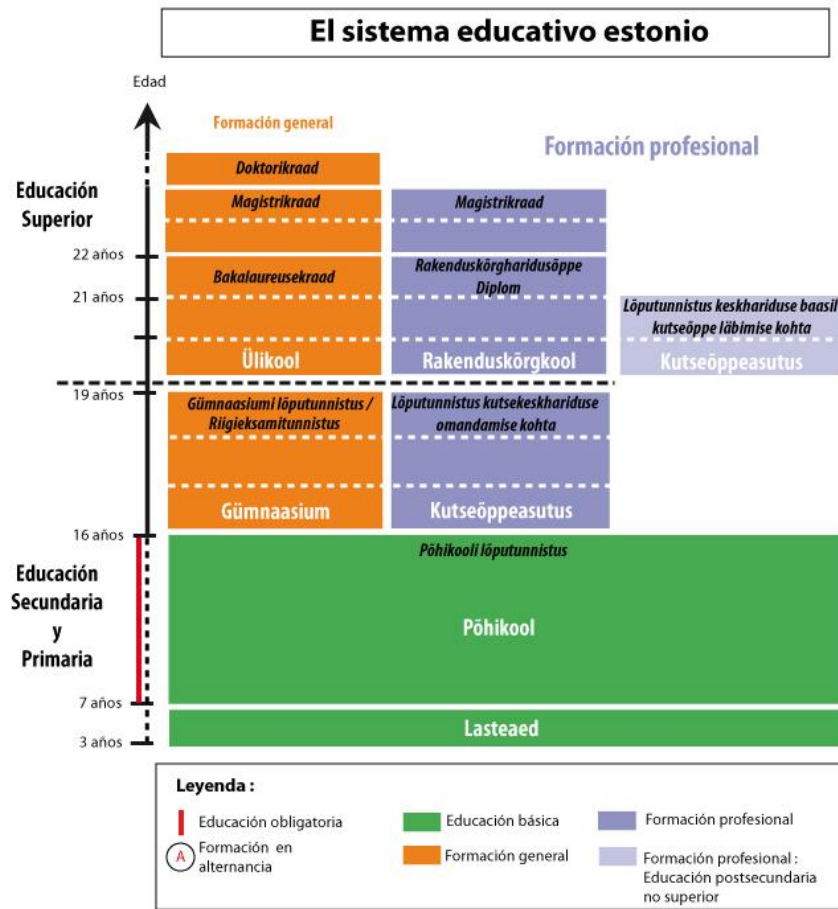 El sistema educativo estonio
Edad
Formación general
Formación profesional
Doktorikraad
Educación
Superior
Magistrikraad
Magistrikraad
22 años
Bakalaureusekraad
Rakenduskõrgharidusõppe
Diplom
21 años
Lõputunnistus keskhariduse baasil
kutseõppe läbimise kohta
Ülikool
Rakenduskõrgkool
Kutseõppeasutus
19 años
Gümnaasiumi lõputunnistus /
Riigieksamitunnistus
Lõputunnistus kutsekeskhariduse
omandamise kohta
Gümnaasium
Kutseõppeasutus
16 años
Põhikooli lõputunnistus
Educación
Secundaria
y
Primaria
Põhikool
7 años
Lasteaed
3 años
Leyenda :
Educación obligatoria
Educación básica
Formación profesional
A
Formación en
alternancia
Formación general
Formación profesional :
Educación postsecundaria
no superior